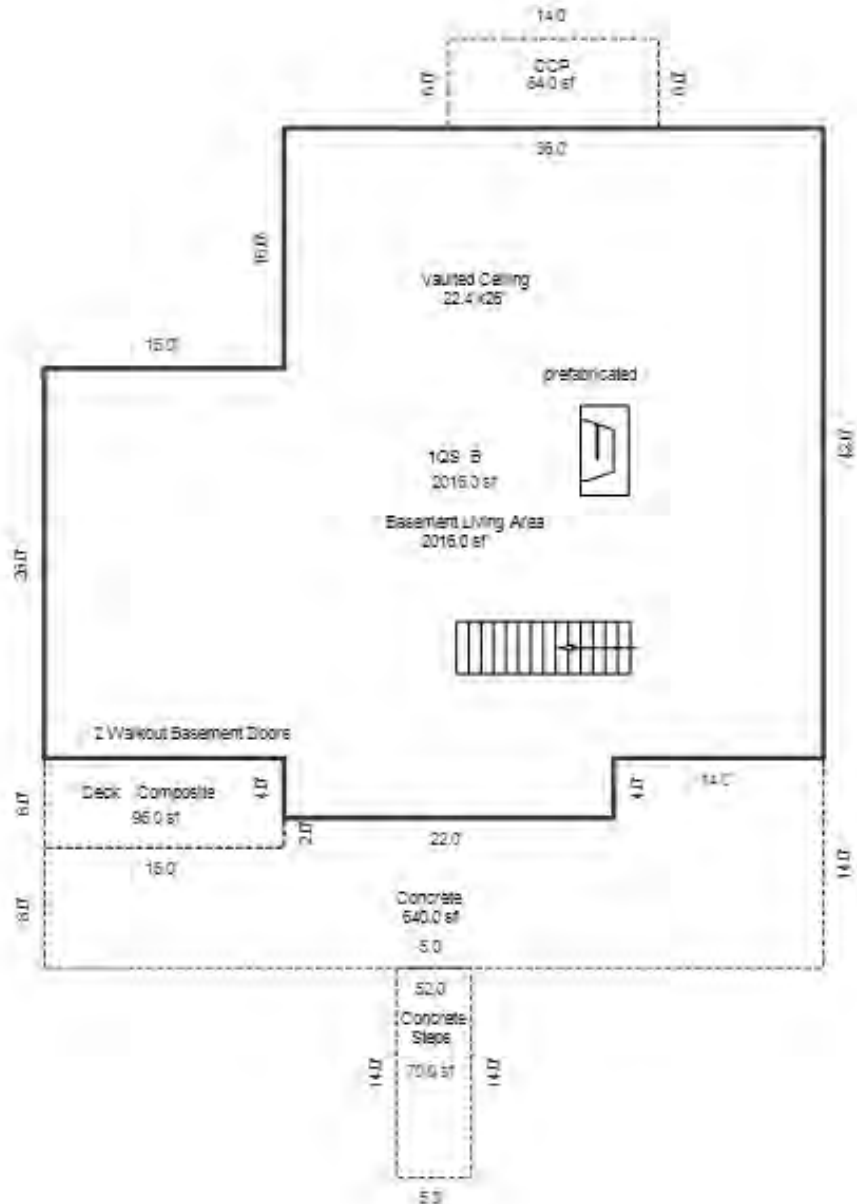 14.0'
6.0'
CCP
84.0 sf
6.0'
36.0'
16.0'
Vaulted Ceiling
22.4'x26'
16.0'
prefabricated
42.0'
1QS B
2016.0 sf
Basement Living Area
2016.0 sf
26.0'
2 Walkout Basement Doors
6.0'
Deck Composite
96.0 sf
4.0'
4.0'
14.0'
2.0'
22.0'
16.0'
14.0'
8.0'
Concrete
640.0 sf
5.0
52.0'
Concrete
Steps
70.0 sf
14.0'
14.0'
5.0'